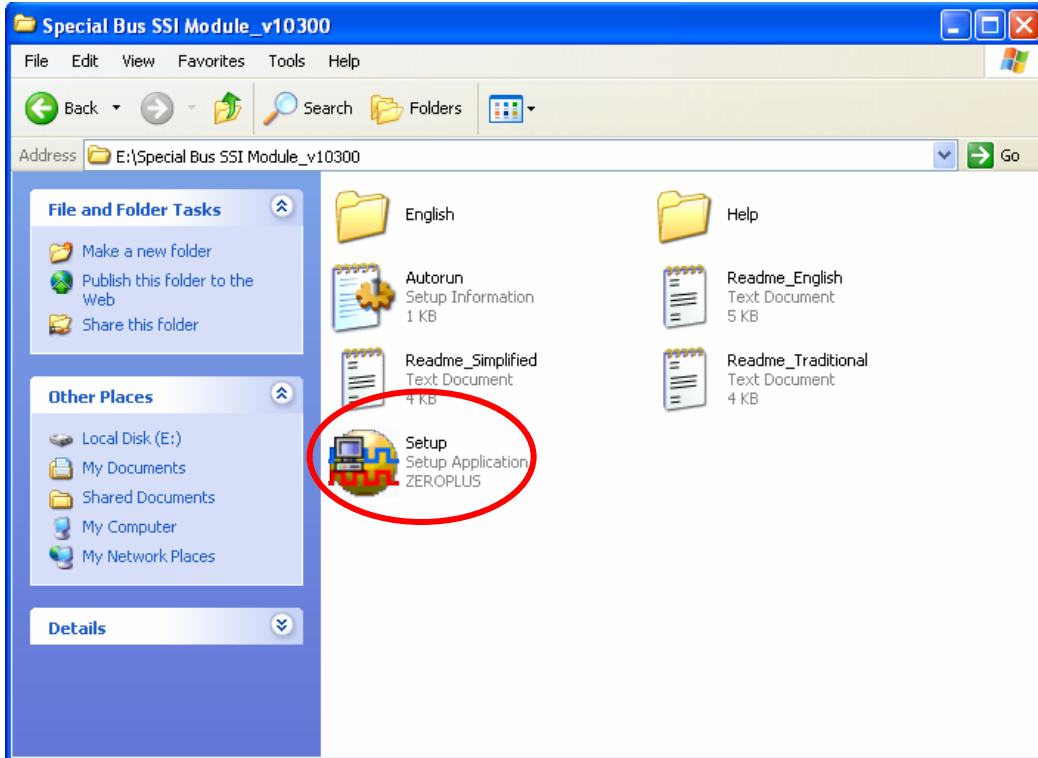 Special Bus SSI Module_v10300
File Edit View Favorites Tools Help
Back Search Folders
Address E:\Special Bus SSI Module_v10300 Go
File and Folder Tasks
Make a new folder
Publish this folder to the
Web
Share this folder
Other Places
Local Disk (E:)
My Documents
Shared Documents
My Computer
My Network Places
Details
English
Help
Autorun
Setup Information
1 KB
Readme_English
Text Document
5 KB
Readme_Simplified
Text Document
4 KB
Readme_Traditional
Text Document
4 KB
Setup
Setup Application
ZEROPLUS